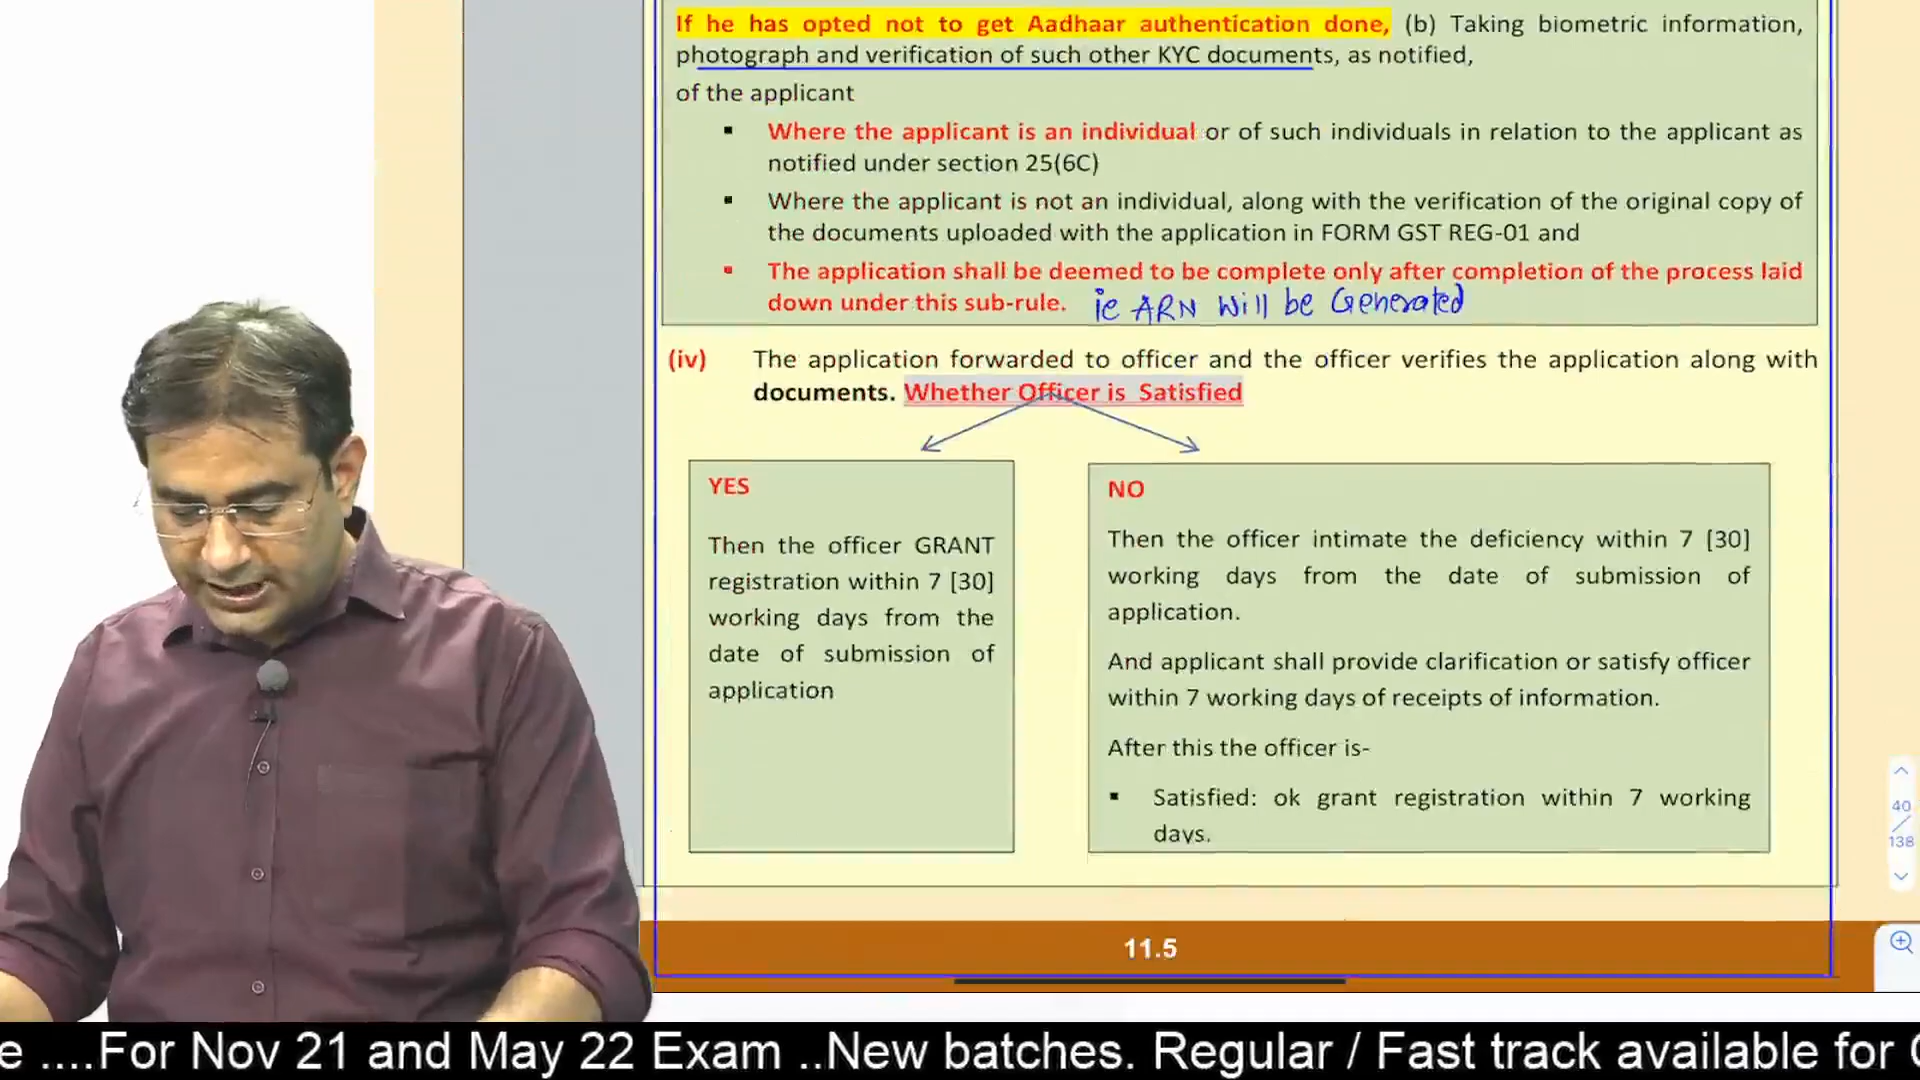 If he has opted not to get Aadhaar authentication done, (b) Taking biometric information,
photograph and verification of such other KYC documents, as notified,
of the applicant
▪ Where the applicant is an individual or of such individuals in relation to the applicant as
notified under section 25(6C)
▪ Where the applicant is not an individual, along with the verification of the original copy of
the documents uploaded with the application in FORM GST REG-01 and
▪ The application shall be deemed to be complete only after completion of the process laid
down under this sub-rule. ie ARN will be Generated
(iv) The application forwarded to officer and the officer verifies the application along with
documents. Whether Officer is Satisfied
YES
Then the officer GRANT
registration within 7 [30]
working days from the
date of submission of
application
NO
Then the officer intimate the deficiency within 7 [30]
working days from the date of submission of
application.
And applicant shall provide clarification or satisfy officer
within 7 working days of receipts of information.
After this the officer is-
▪ Satisfied: ok grant registration within 7 working
days.
40
/
138
11.5
e ....For Nov 21 and May 22 Exam ..New batches. Regular / Fast track available for